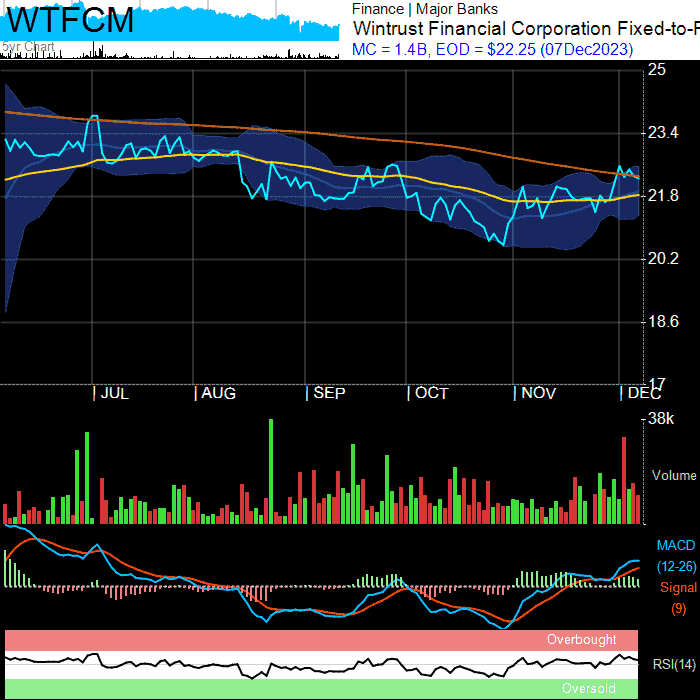 WTFCM
5yr Chart
Finance | Major Banks
Wintrust Financial Corporation Fixed-to-F
MC = 1.4B, EOD = $22.25 (07Dec2023)
25
23.4
21.8
20.2
18.6
17
JUL
AUG
SEP
OCT
NOV
DEC
38k
Volume
MACD
(12-26)
Signal
(9)
Overbought
RSI(14)
Oversold